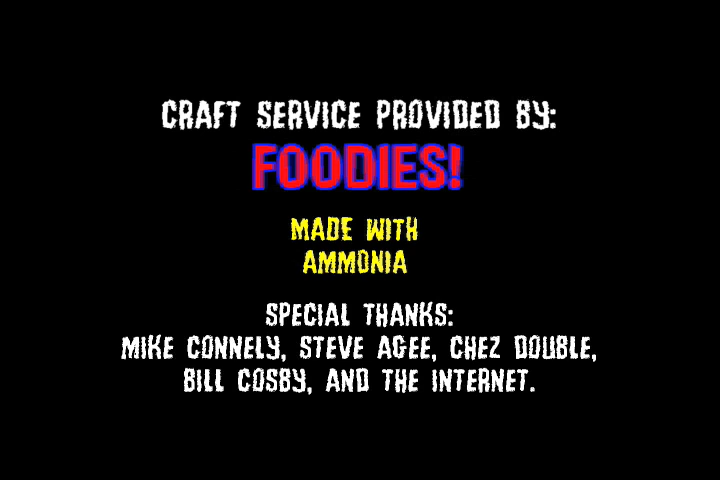 CRAFT SERVICE PROVIDED BY:
FOODIES!
MADE WITH
AMMONIA
SPECIAL THANKS:
MIKE CONNELY, STEVE AGEE, CHEZ DOUBLE,
BILL COSBY, AND THE INTERNET.